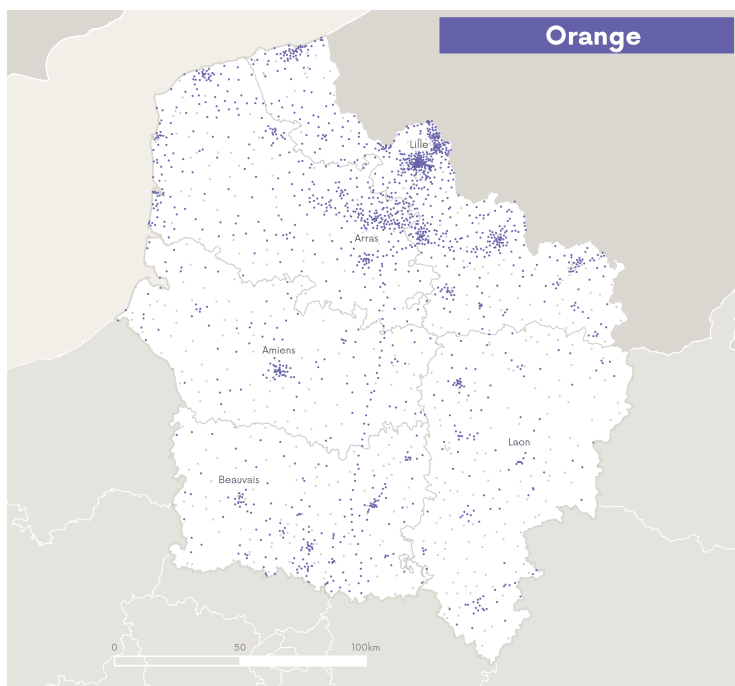 Orange
Lille
Arras
Amiens
Laon
Beauvais
0 50 100km